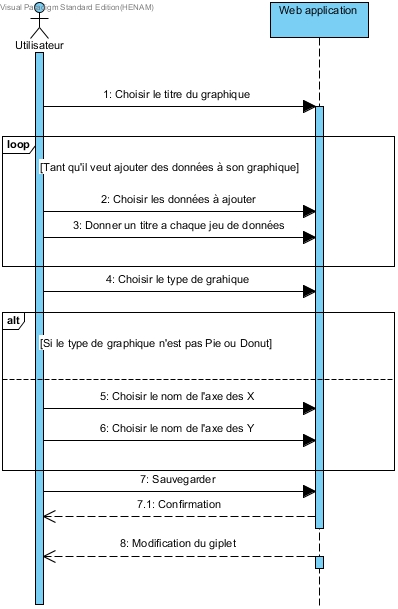 Visual Paradigm Standard Edition(HENAM)
Web application
Utilisateur
1: Choisir le titre du graphique
loop
[Tant qu'il veut ajouter des données à son graphique]
2: Choisir les données à ajouter
3: Donner un titre a chaque jeu de données
4: Choisir le type de grahique
alt
[Si le type de graphique n'est pas Pie ou Donut]
5: Choisir le nom de l'axe des X
6: Choisir le nom de l'axe des Y
7: Sauvegarder
7.1: Confirmation
8: Modification du giplet